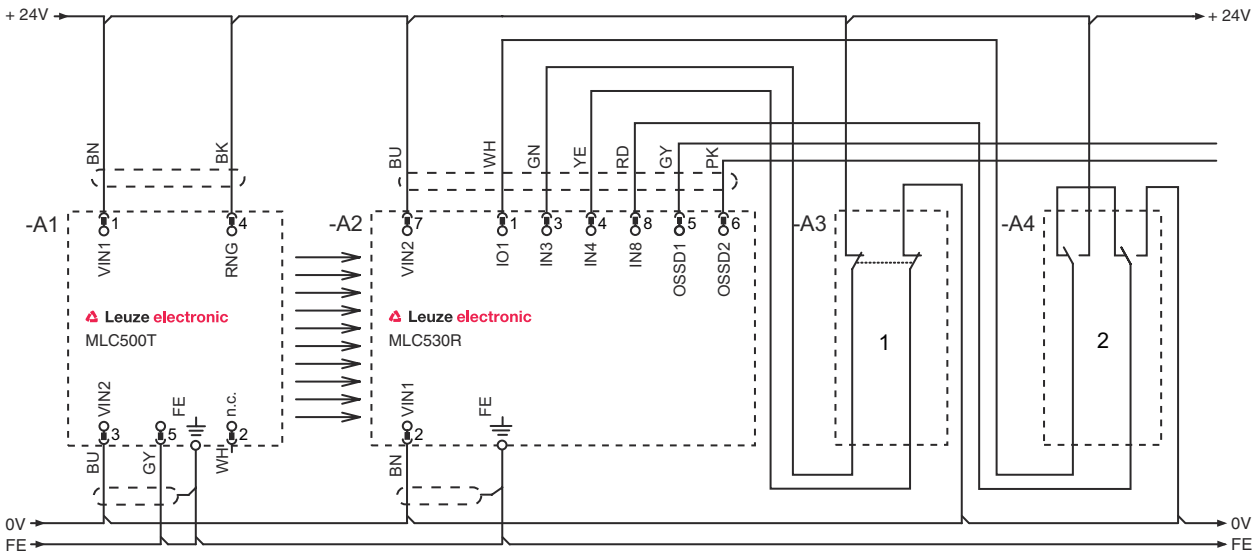 + 24V
+ 24V
BN
BK
BU
WH
GN
YE
RD
GY
PK
-A1
1
4
-A2
7
1
3
4
8
5
6
-A3
-A4
VIN1
RNG
VIN2
IO1
IN3
IN4
IN8
OSSD1
OSSD2
Leuze electronic
MLC500T
Leuze electronic
MLC530R
1
2
VIN2
FE
n.c.
VIN1
FE
3
5
2
2
BU
GY
WH
BN
0V
0V
FE
FE